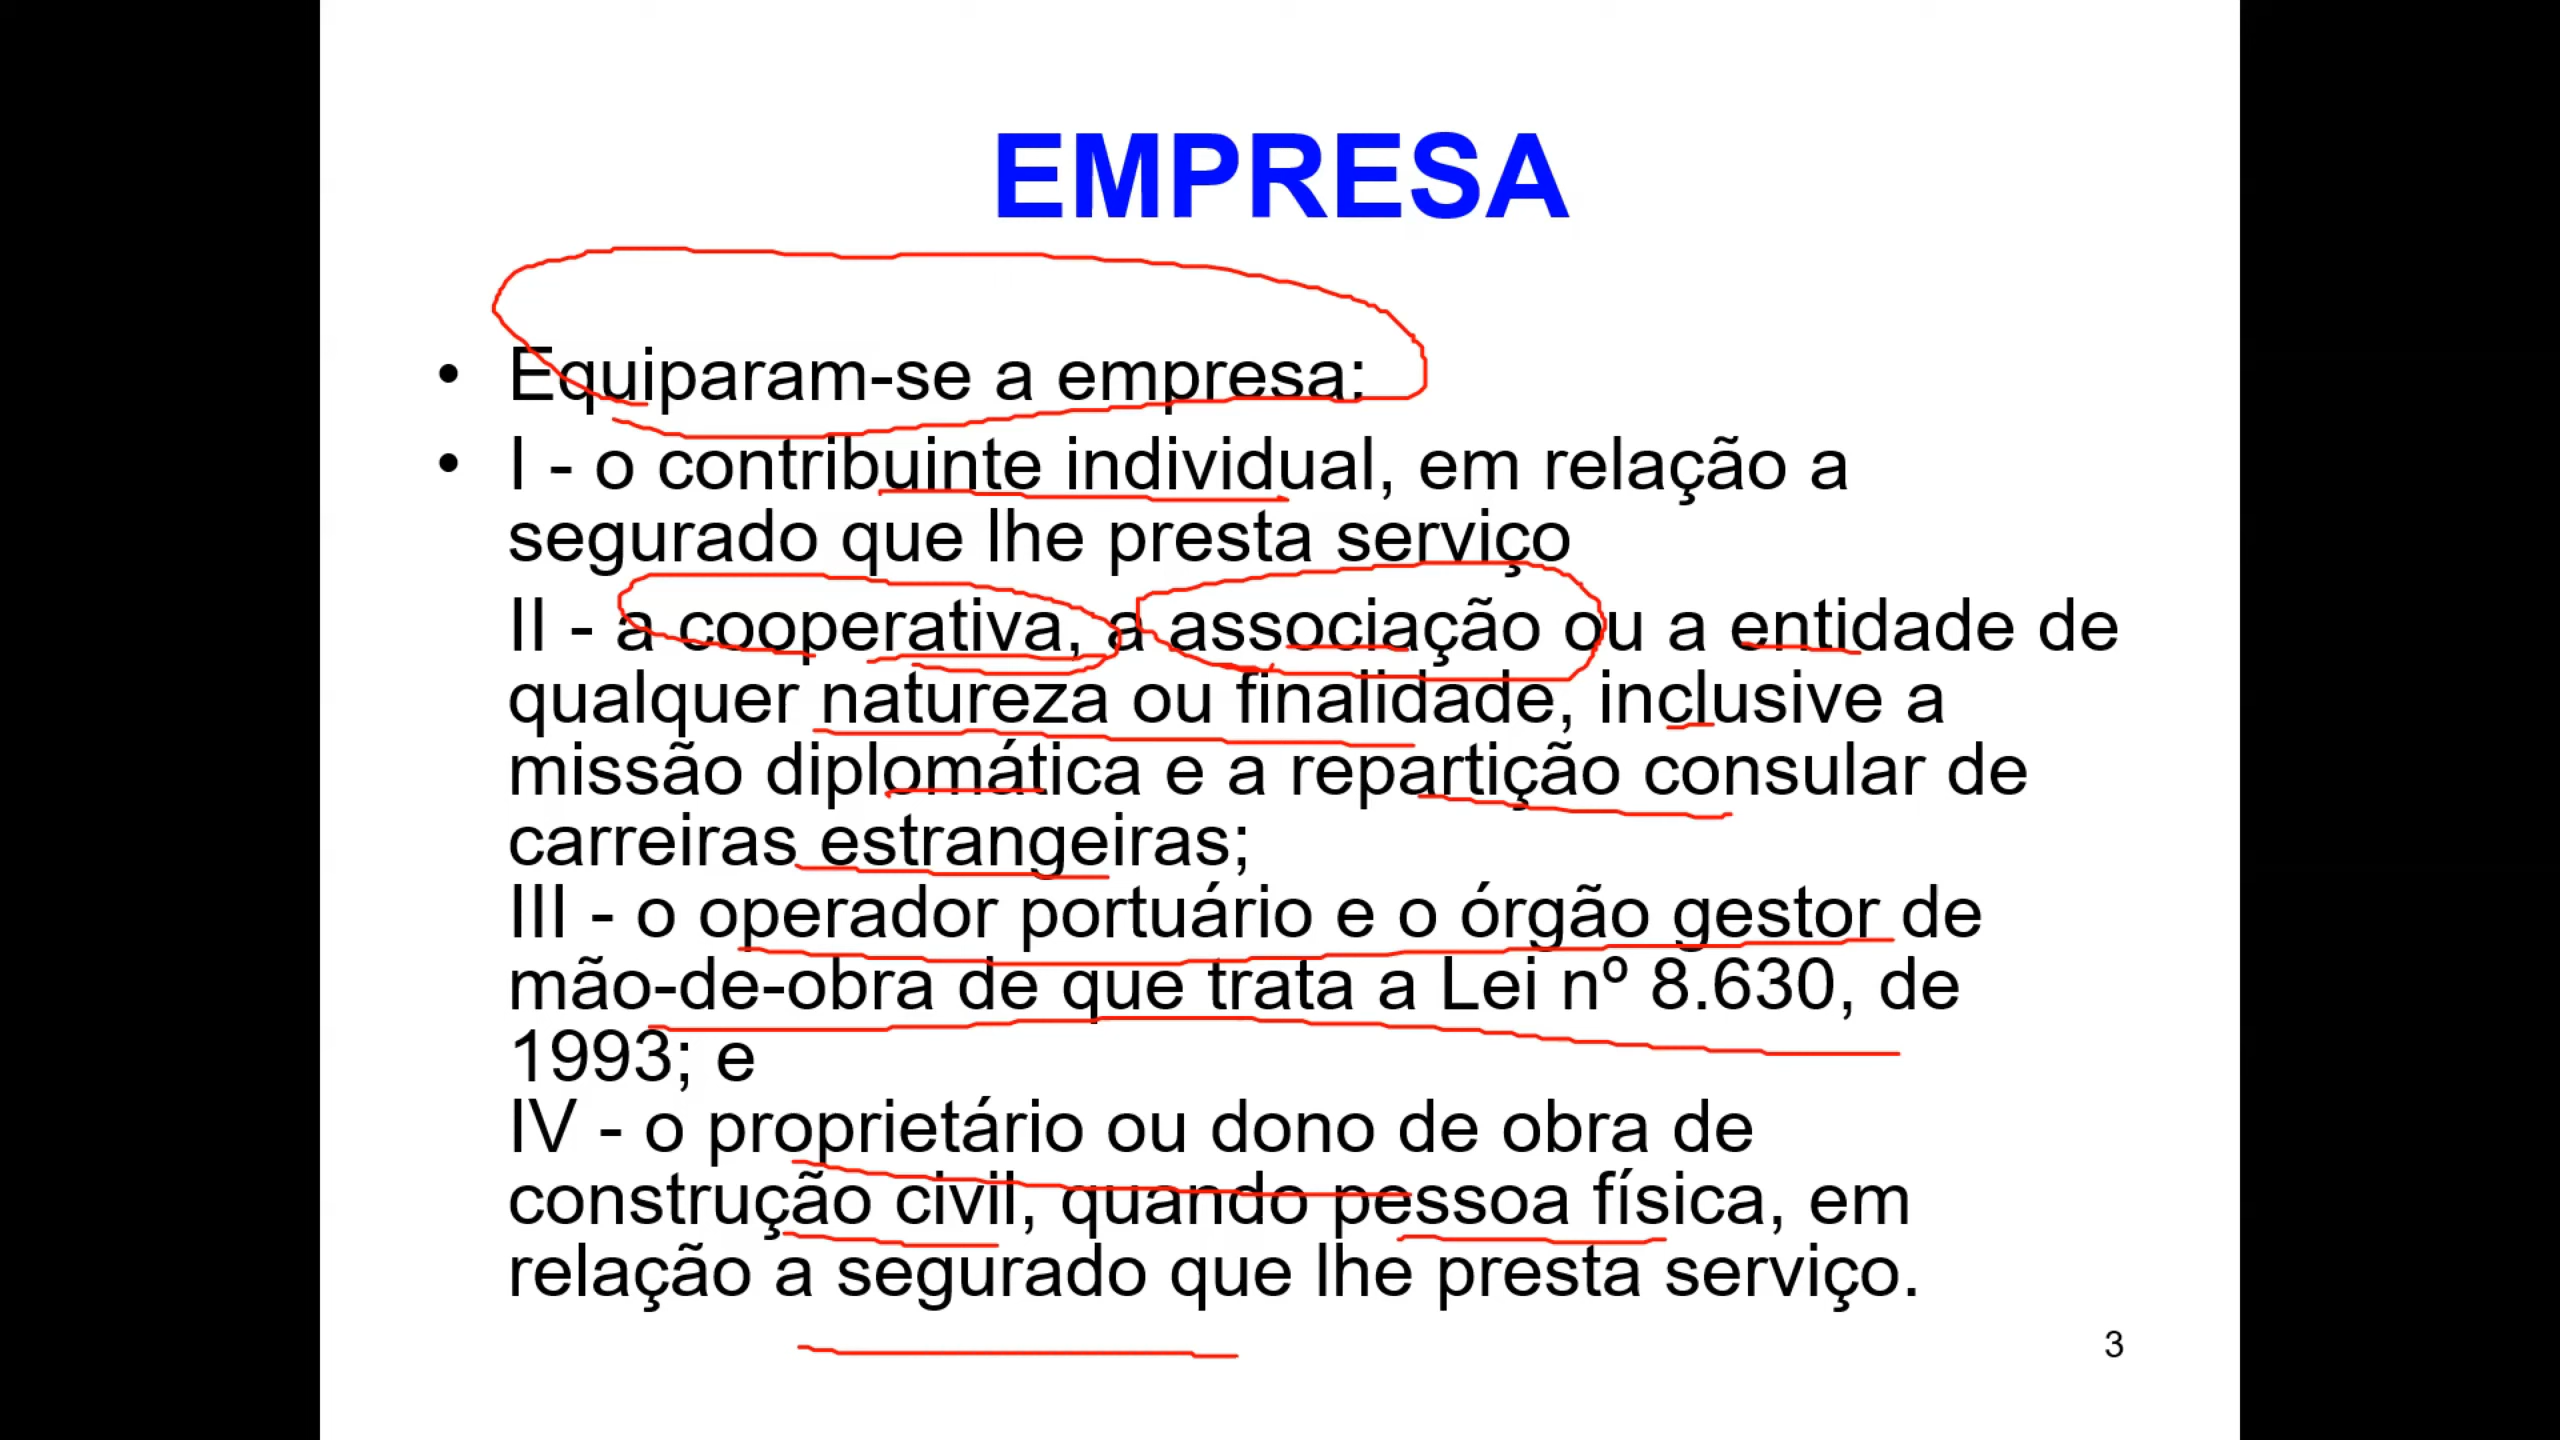 EMPRESA
• Equiparam-se a empresa:
• I - o contribuinte individual, em relação a
segurado que lhe presta serviço
II - a cooperativa, a associação ou a entidade de
qualquer natureza ou finalidade, inclusive a
missão diplomática e a repartição consular de
carreiras estrangeiras;
III - o operador portuário e o órgão gestor de
mão-de-obra de que trata a Lei nº 8.630, de
1993; e
IV - o proprietário ou dono de obra de
construção civil, quando pessoa física, em
relação a segurado que lhe presta serviço.
3